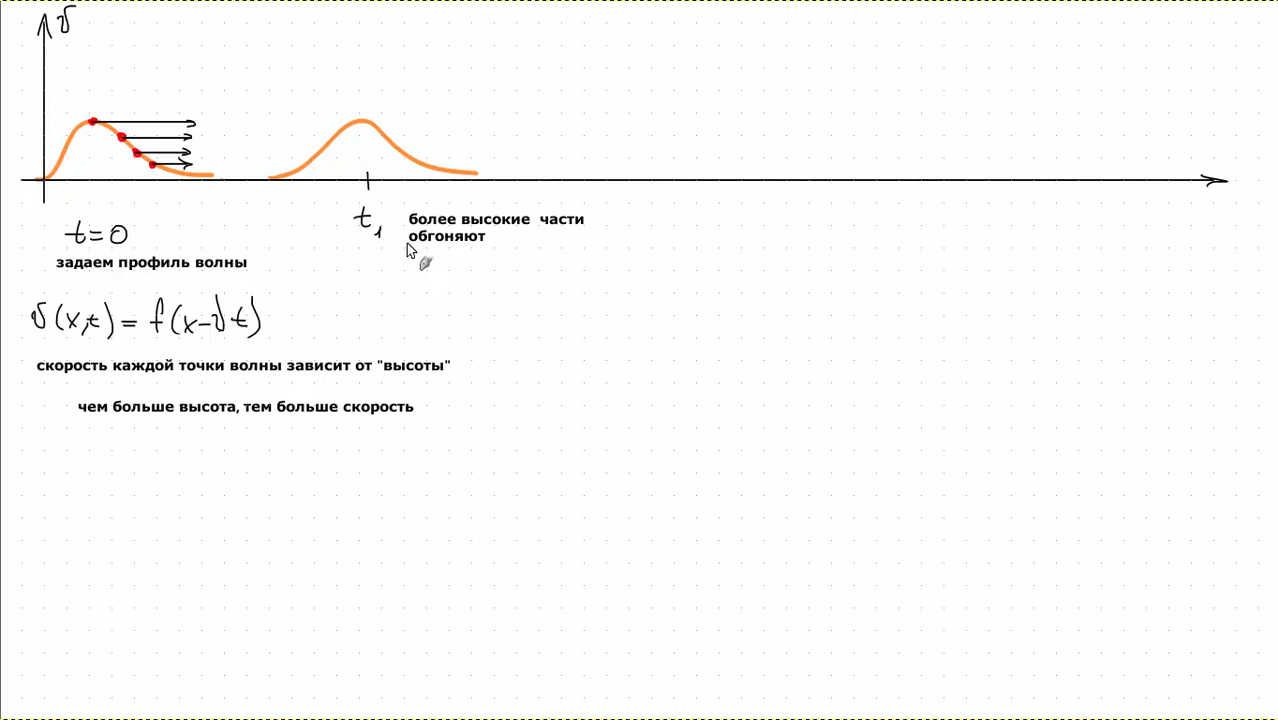 v
t₁
более высокие части
обгоняют
t=0
задаем профиль волны
v(x,t) = f(x-vt)
скорость каждой точки волны зависит от "высоты"
чем больше высота, тем больше скорость